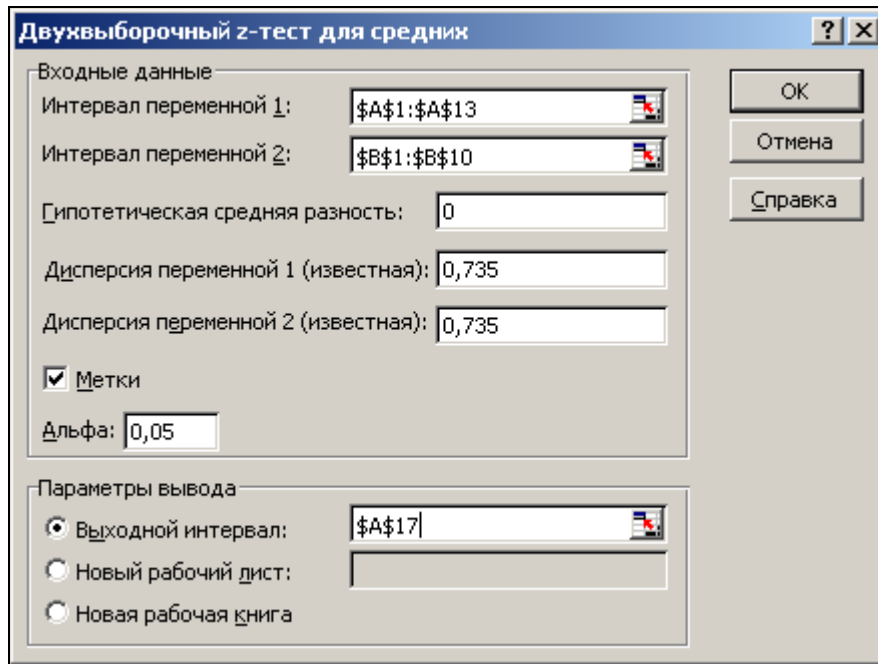 Двухвыборочный z-тест для средних
Входные данные
Интервал переменной 1: $A$1:$A$13
Интервал переменной 2: $B$1:$B$10
Гипотетическая средняя разность: 0
Дисперсия переменной 1 (известная): 0,735
Дисперсия переменной 2 (известная): 0,735
Метки
Альфа: 0,05
Параметры вывода
Выходной интервал: $A$17
Новый рабочий лист:
Новая рабочая книга
ОК
Отмена
Справка